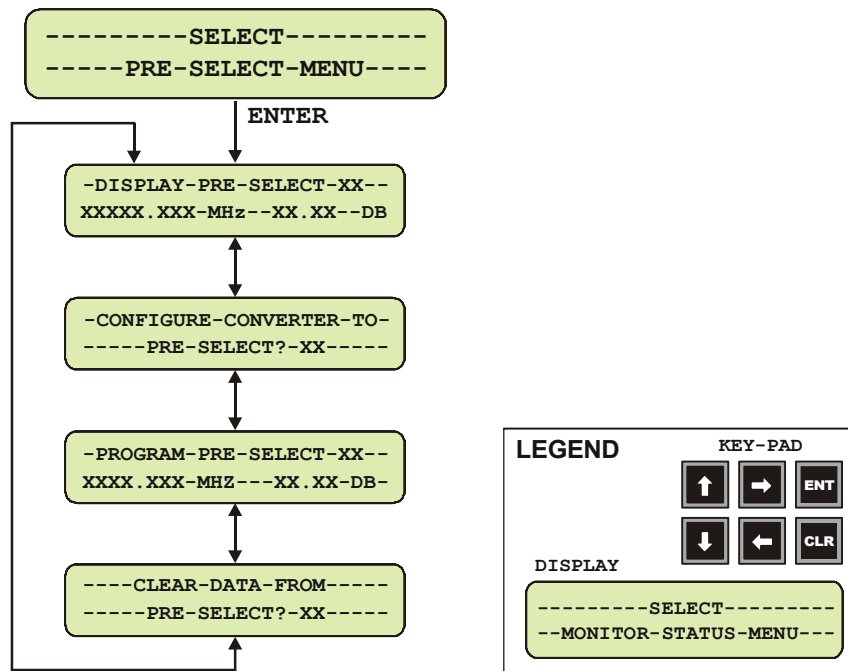 ---------SELECT---------
-----PRE-SELECT-MENU----
ENTER
-DISPLAY-PRE-SELECT-XX--
XXXXX.XXX-MHz--XX.XX--DB
-CONFIGURE-CONVERTER-TO-
-----PRE-SELECT?-XX-----
-PROGRAM-PRE-SELECT-XX--
XXXX.XXX-MHZ---XX.XX-DB-
----CLEAR-DATA-FROM-----
-----PRE-SELECT?-XX-----
LEGEND
KEY-PAD
ENT
CLR
DISPLAY
---------SELECT---------
--MONITOR-STATUS-MENU---